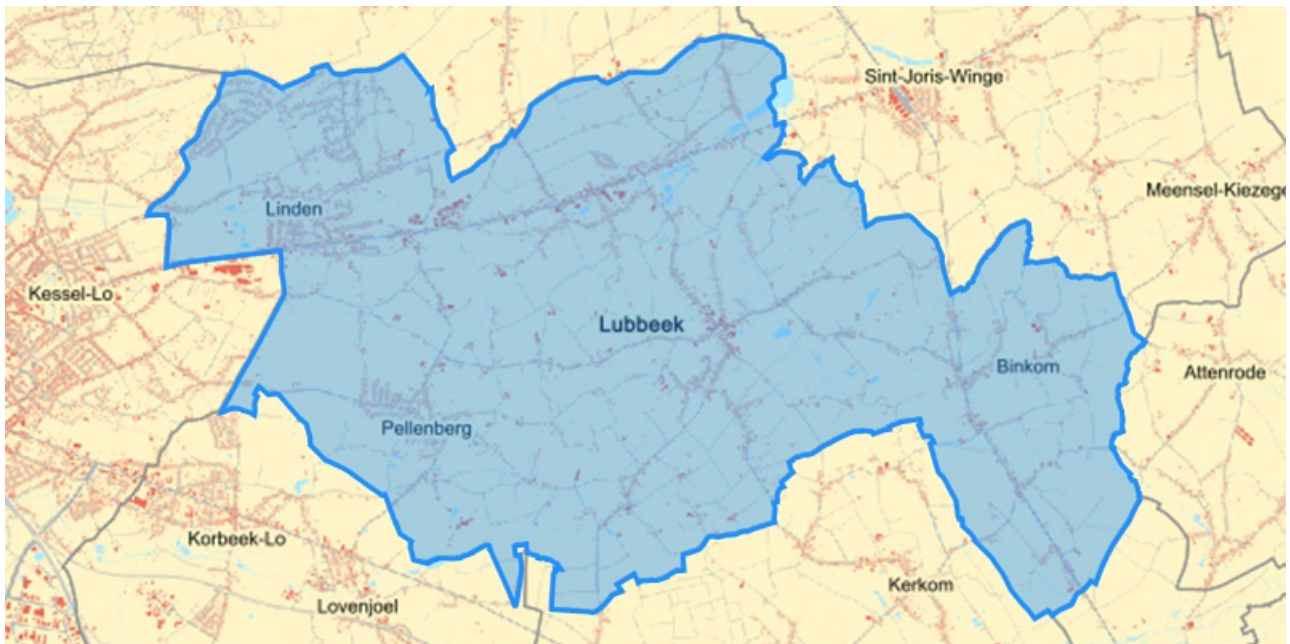 Sint-Joris-Winge
Meensel-Kiezege
Linden
Kessel-Lo
Lubbeek
Binkom
Attenrode
Pellenberg
Korbeek-Lo
Kerkom
Lovenjoel